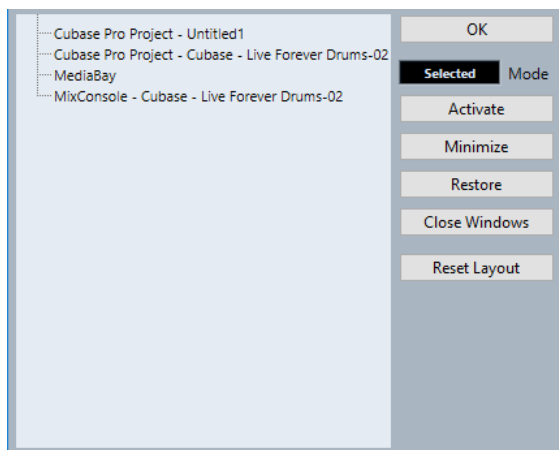 Cubase Pro Project - Untitled1
Cubase Pro Project - Cubase - Live Forever Drums-02
MediaBay
MixConsole - Cubase - Live Forever Drums-02
OK
Selected Mode
Activate
Minimize
Restore
Close Windows
Reset Layout